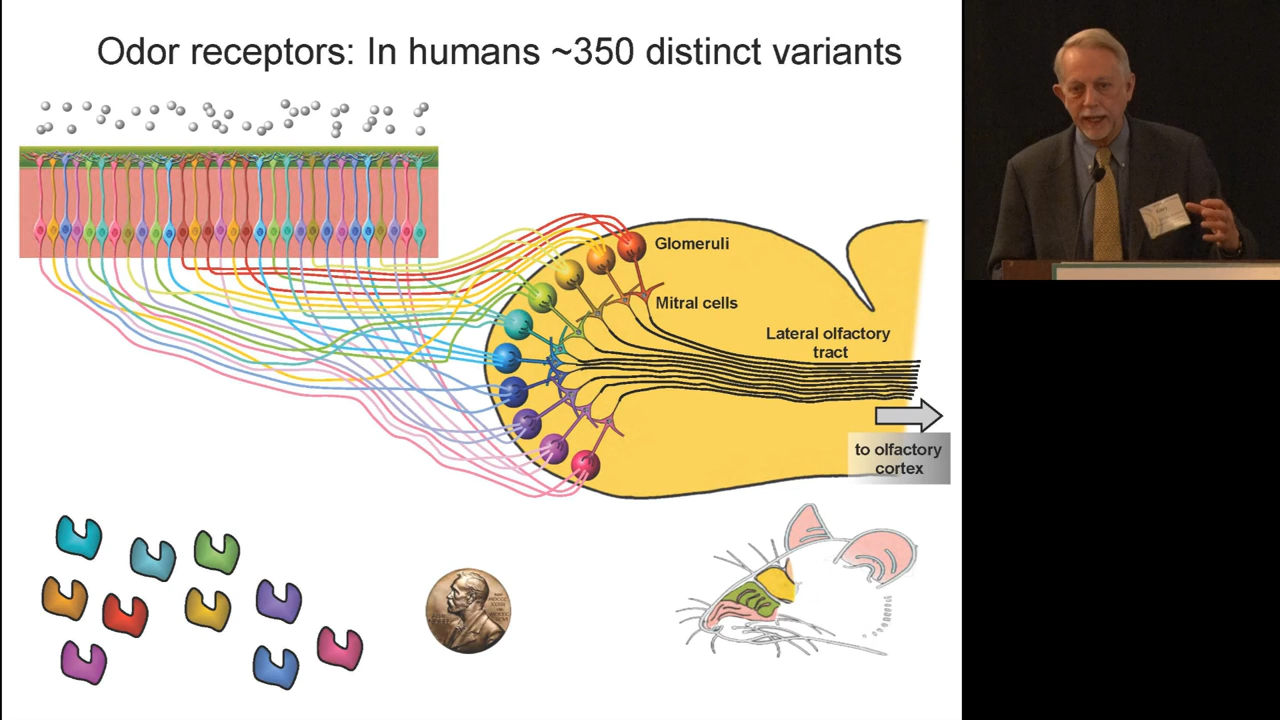 Odor receptors: In humans ~350 distinct variants
Glomeruli
Mitral cells
Lateral olfactory
tract
to olfactory
cortex